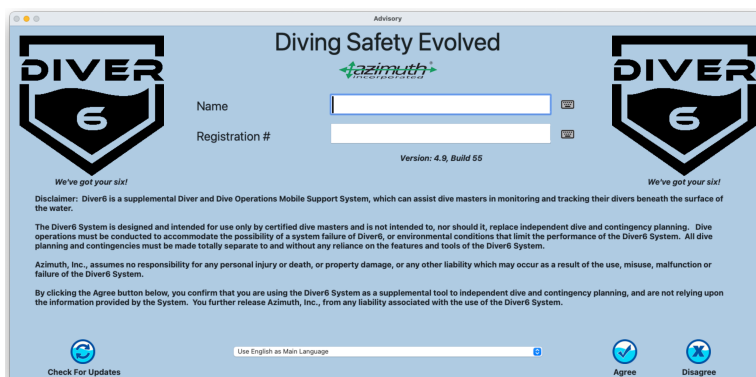 Advisory
Diving Safety Evolved
azimuth
incorporated
DIVER
6
We've got your six!
DIVER
6
We've got your six!
Name
Registration #
Version: 4.9, Build 55
Disclaimer: Diver6 is a supplemental Diver and Dive Operations Mobile Support System, which can assist dive masters in monitoring and tracking their divers beneath the surface of
the water.
The Diver6 System is designed and intended for use only by certified dive masters and is not intended to, nor should it, replace independent dive and contingency planning. Dive
operations must be conducted to accommodate the possibility of a system failure of Diver6, or environmental conditions that limit the performance of the Diver6 System. All dive
planning and contingencies must be made totally separate to and without any reliance on the features and tools of the Diver6 System.
Azimuth, Inc., assumes no responsibility for any personal injury or death, or property damage, or any other liability which may occur as a result of the use, misuse, malfunction or
failure of the Diver6 System.
By clicking the Agree button below, you confirm that you are using the Diver6 System as a supplemental tool to independent dive and contingency planning, and are not relying upon
the information provided by the System. You further release Azimuth, Inc., from any liability associated with the use of the Diver6 System.
Check For Updates
Use English as Main Language
Agree
Disagree